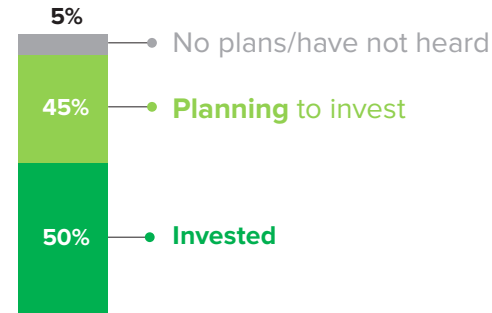 5%
No plans/have not heard
45%
Planning to invest
50%
Invested